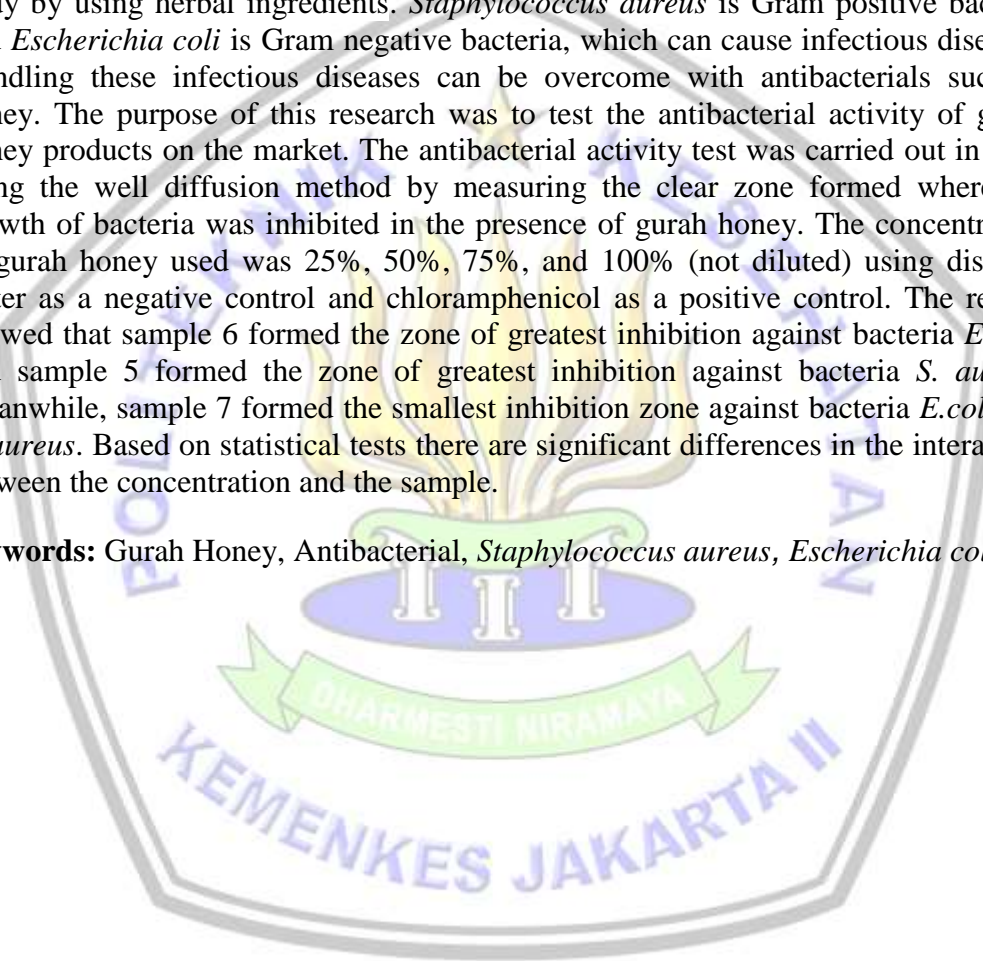 dy by using herbal ingredients. Staphylococcus aureus is Gram positive bac
Escherichia coli is Gram negative bacteria, which can cause infectious dise
ndling these infectious diseases can be overcome with antibacterials suc
ney. The purpose of this research was to test the antibacterial activity of g
ney products on the market. The antibacterial activity test was carried out in
ng the well diffusion method by measuring the clear zone formed where
wth of bacteria was inhibited in the presence of gurah honey. The concentr
gurah honey used was 25%, 50%, 75%, and 100% (not diluted) using dis
ter as a negative control and chloramphenicol as a positive control. The re
wed that sample 6 formed the zone of greatest inhibition against bacteria E
sample 5 formed the zone of greatest inhibition against bacteria S. au
anwhile, sample 7 formed the smallest inhibition zone against bacteria E.col
aureus. Based on statistical tests there are significant differences in the intera
ween the concentration and the sample.
words: Gurah Honey, Antibacterial, Staphylococcus aureus, Escherichia col
POLITEKNIK KESEHATAN
DHARMESTI NIRAMAYA
KEMENKES JAKARTA II